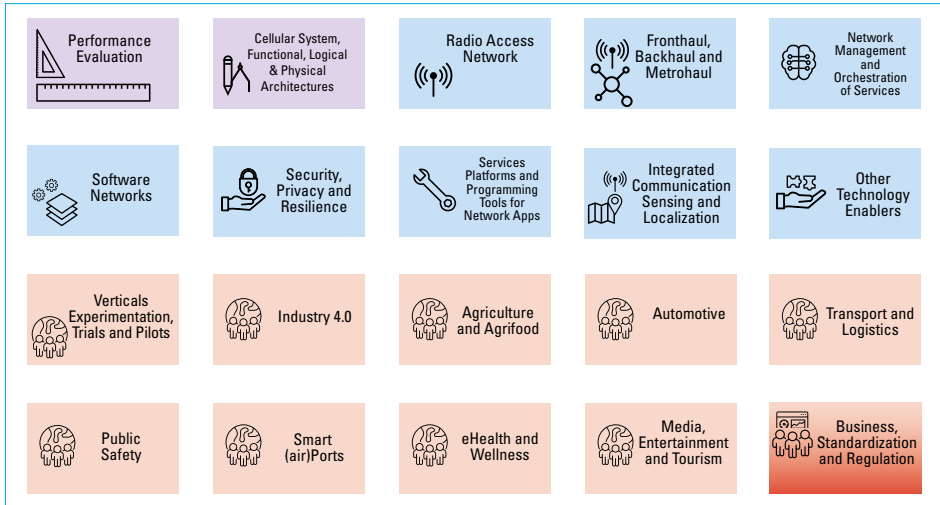 Performance
Evaluation
Cellular System,
Functional, Logical
& Physical
Architectures
Radio Access
Network
Fronthaul,
Backhaul and
Metrohaul
Network
Management
and
Orchestration
of Services
Software
Networks
Security,
Privacy and
Resilience
Services
Platforms and
Programming
Tools for
Network Apps
Integrated
Communication
Sensing and
Localization
Other
Technology
Enablers
Verticals
Experimentation,
Trials and Pilots
Industry 4.0
Agriculture
and Agrifood
Automotive
Transport and
Logistics
Public
Safety
Smart
(air)Ports
eHealth and
Wellness
Media,
Entertainment
and Tourism
Business,
Standardization
and Regulation